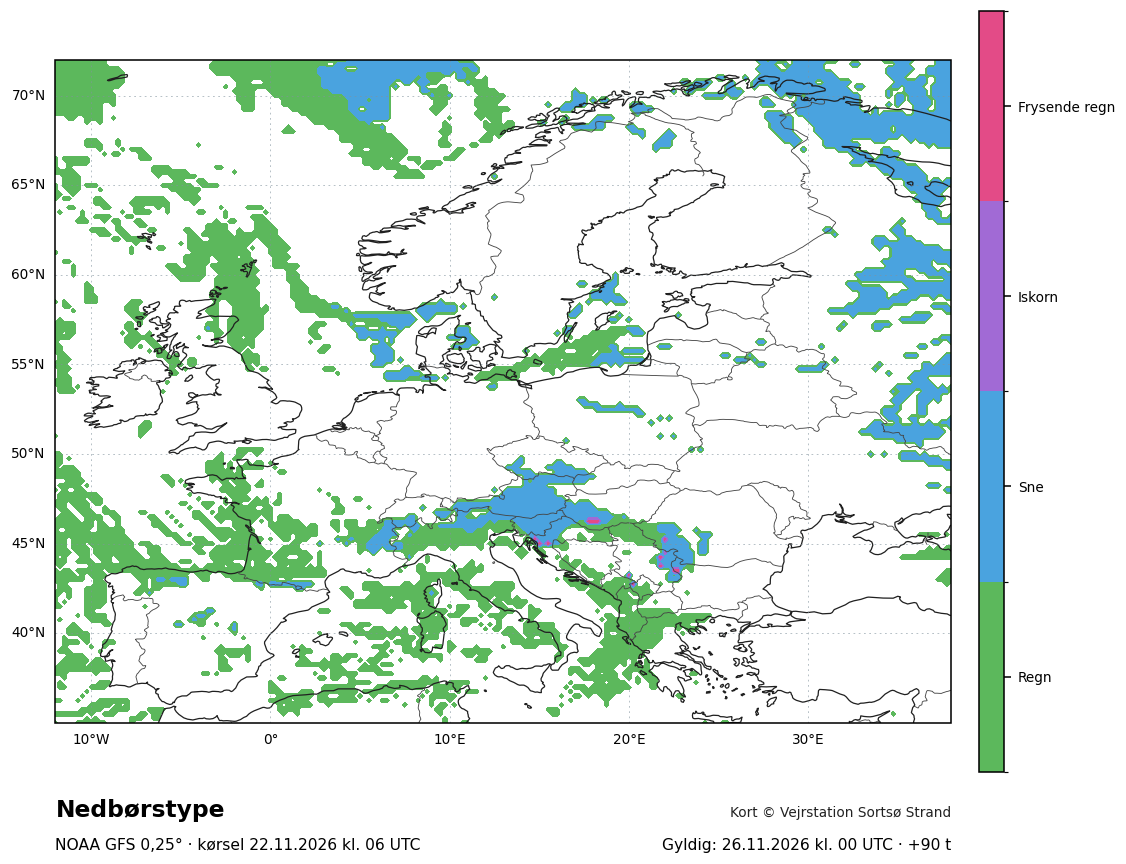 Frysende regn
Iskorn
Sne
Regn
70°N
65°N
60°N
55°N
50°N
45°N
40°N
10°W
0°
10°E
20°E
30°E
Nedbørstype
Kort © Vejrstation Sortsø Strand
NOAA GFS 0,25° · kørsel 22.11.2026 kl. 06 UTC
Gyldig: 26.11.2026 kl. 00 UTC · +90 t